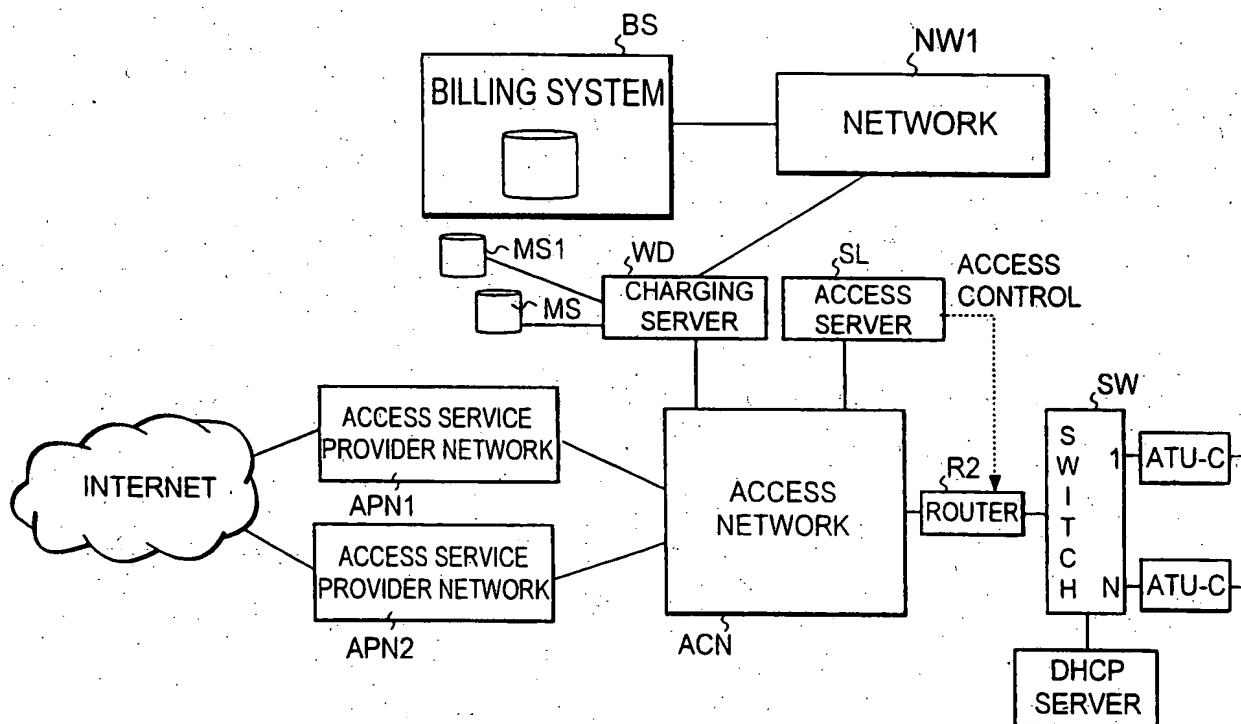 BS
NW1
BILLING SYSTEM
NETWORK
MS1
WD
SL
ACCESS
CONTROL
MS
CHARGING
SERVER
ACCESS
SERVER
SW
ACCESS SERVICE
PROVIDER NETWORK
SWITCH
1
ATU-C
INTERNET
APN1
ACCESS
NETWORK
R2
ROUTER
ACCESS SERVICE
PROVIDER NETWORK
N
ATU-C
APN2
ACN
DHCP
SERVER